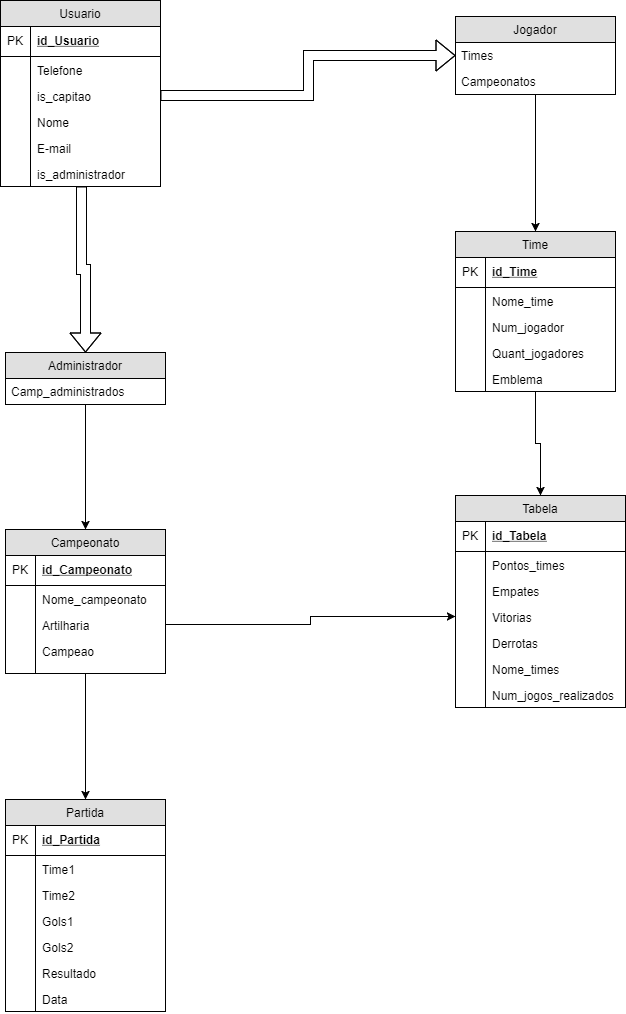 Usuario
PK id_Usuario
Telefone
is_capitao
Nome
E-mail
is_administrador
Jogador
Times
Campeonatos
Time
PK id_Time
Nome_time
Num_jogador
Quant_jogadores
Emblema
Administrador
Camp_administrados
Tabela
PK id_Tabela
Pontos_times
Empates
Vitorias
Derrotas
Nome_times
Num_jogos_realizados
Campeonato
PK id_Campeonato
Nome_campeonato
Artilharia
Campeao
Partida
PK id_Partida
Time1
Time2
Gols1
Gols2
Resultado
Data